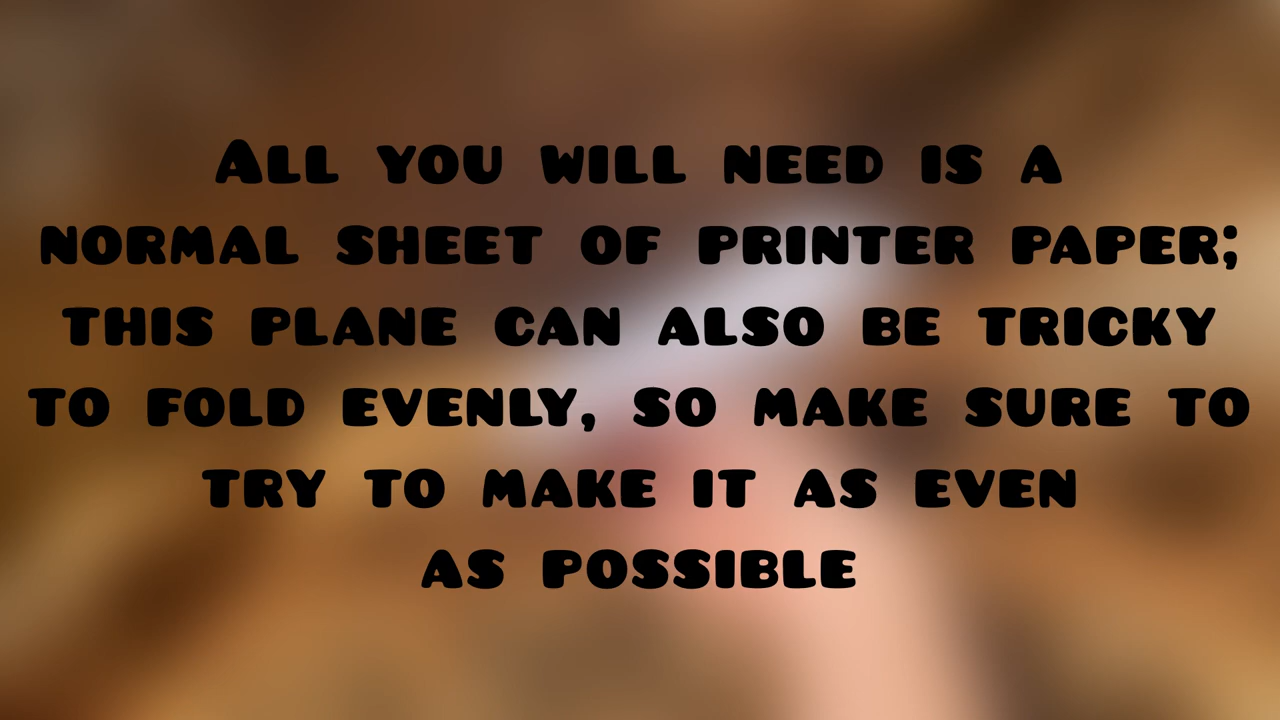 All you will need is a
normal sheet of printer paper;
this plane can also be tricky
to fold evenly, so make sure to
try to make it as even
as possible